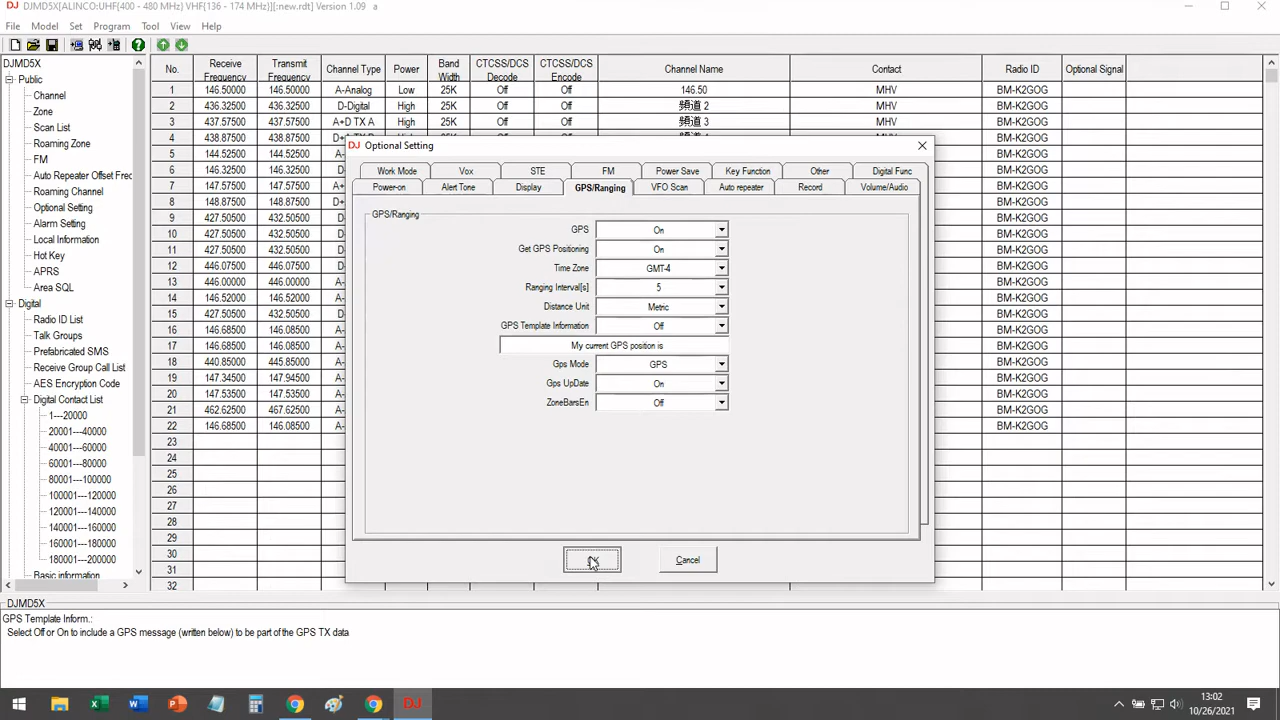 DJ DJMD5X[ALINCO:UHF(400 - 480 MHz) VHF(136 - 174 MHz)][:new.rdt] Version 1.09 a
File Model Set Program Tool View Help
DJMD5X
Public
Channel
Zone
Scan List
Roaming Zone
FM
Auto Repeater Offset Frec
Roaming Channel
Optional Setting
Alarm Setting
Local Information
Hot Key
APRS
Area SQL
Digital
Radio ID List
Talk Groups
Prefabricated SMS
Receive Group Call List
AES Encryption Code
Digital Contact List
1---20000
20001---40000
40001---60000
60001---80000
80001---100000
100001---120000
120001---140000
140001---160000
160001---180000
180001---200000
Basic information
No. Receive Frequency Transmit Frequency Channel Type Power Band Width CTCSS/DCS Decode CTCSS/DCS Encode Channel Name Contact Radio ID Optional Signal
1 146.50000 146.50000 A-Analog Low 25K Off Off 146.50 MHV BM-K2GOG
2 436.32500 436.32500 D-Digital High 25K Off Off 頻道 2 MHV BM-K2GOG
3 437.57500 437.57500 A+D TX A High 25K Off Off 頻道 3 MHV BM-K2GOG
4 438.87500 438.87500 BM-K2GOG
5 144.52500 144.52500 A- BM-K2GOG
6 146.32500 146.32500 D- BM-K2GOG
7 147.57500 147.57500 A+ BM-K2GOG
8 148.87500 148.87500 D+ BM-K2GOG
9 427.50500 432.50500 D- BM-K2GOG
10 427.50500 432.50500 D- BM-K2GOG
11 427.50500 432.50500 D- BM-K2GOG
12 446.07500 446.07500 D- BM-K2GOG
13 446.00000 446.00000 A- BM-K2GOG
14 146.52000 146.52000 A- BM-K2GOG
15 427.50500 432.50500 D- BM-K2GOG
16 146.68500 146.08500 A- BM-K2GOG
17 146.68500 146.08500 A- BM-K2GOG
18 440.85000 445.85000 A- BM-K2GOG
19 147.34500 147.94500 A- BM-K2GOG
20 147.53500 147.53500 A- BM-K2GOG
21 462.62500 467.62500 A- BM-K2GOG
22 146.68500 146.08500 A- BM-K2GOG
23
24
25
26
27
28
29
30
31
32
DJ Optional Setting
Work Mode Vox STE FM Power Save Key Function Other Digital Func
Power-on Alert Tone Display GPS/Ranging VFO Scan Auto repeater Record Volume/Audio
GPS/Ranging
GPS On
Get GPS Positioning On
Time Zone GMT-4
Ranging Interval[s] 5
Distance Unit Metric
GPS Template Information Off
My current GPS position is
Gps Mode GPS
Gps UpDate On
ZoneBarsEn Off
Cancel
DJMD5X
GPS Template Inform.:
Select Off or On to include a GPS message (written below) to be part of the GPS TX data
DJ
13:02
10/26/2021